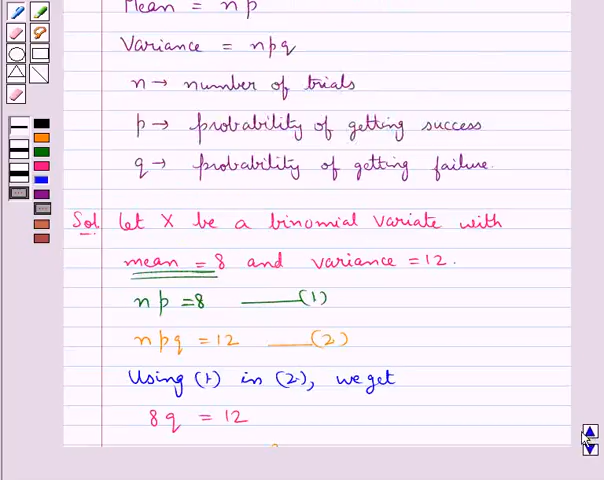 Mean = np
Variance = npq
n → number of trials
p → probability of getting success
q → probability of getting failure.
Sol Let X be a binomial variate with
mean = 8 and variance = 12.
np = 8 ——— (1)
npq = 12 ——— (2)
Using (1) in (2), we get
8q = 12